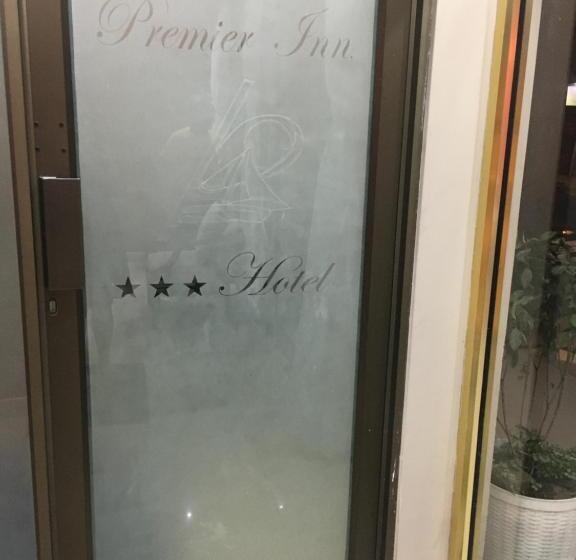 Premier Inn.
★★★ Hotel